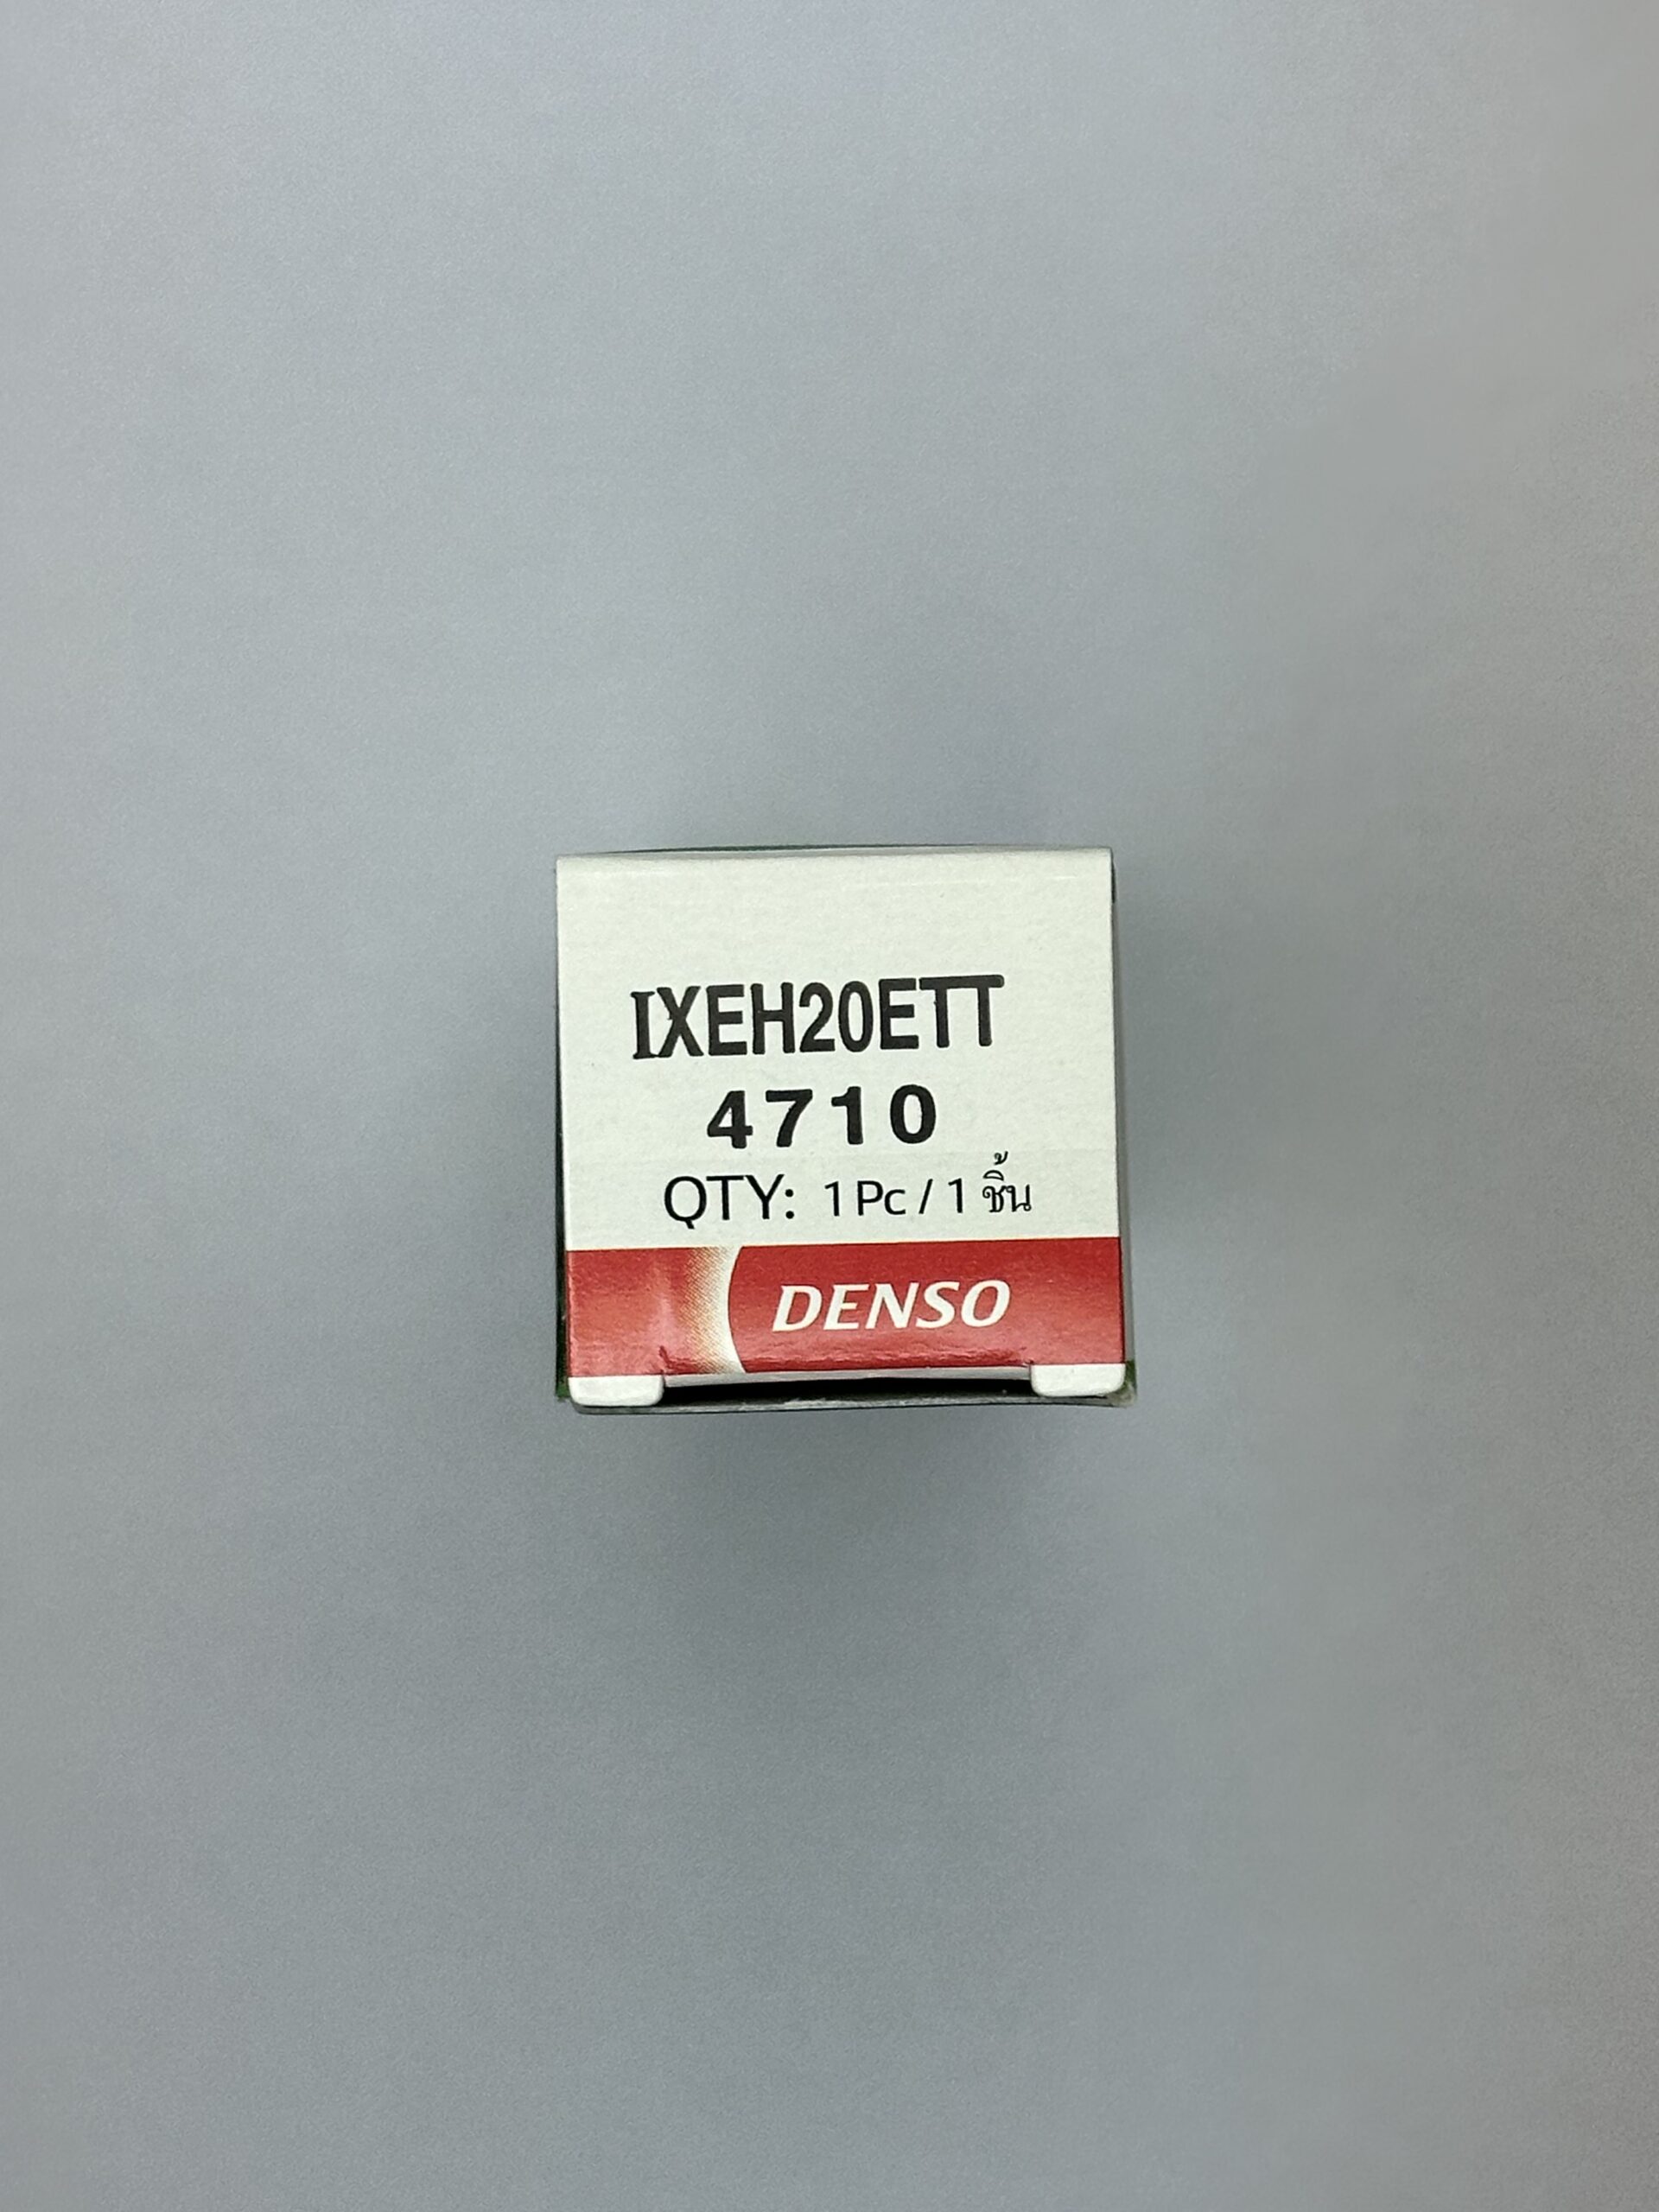 IXEH20ETT
4710
QTY: 1 Pc / 1 ชิ้น
DENSO